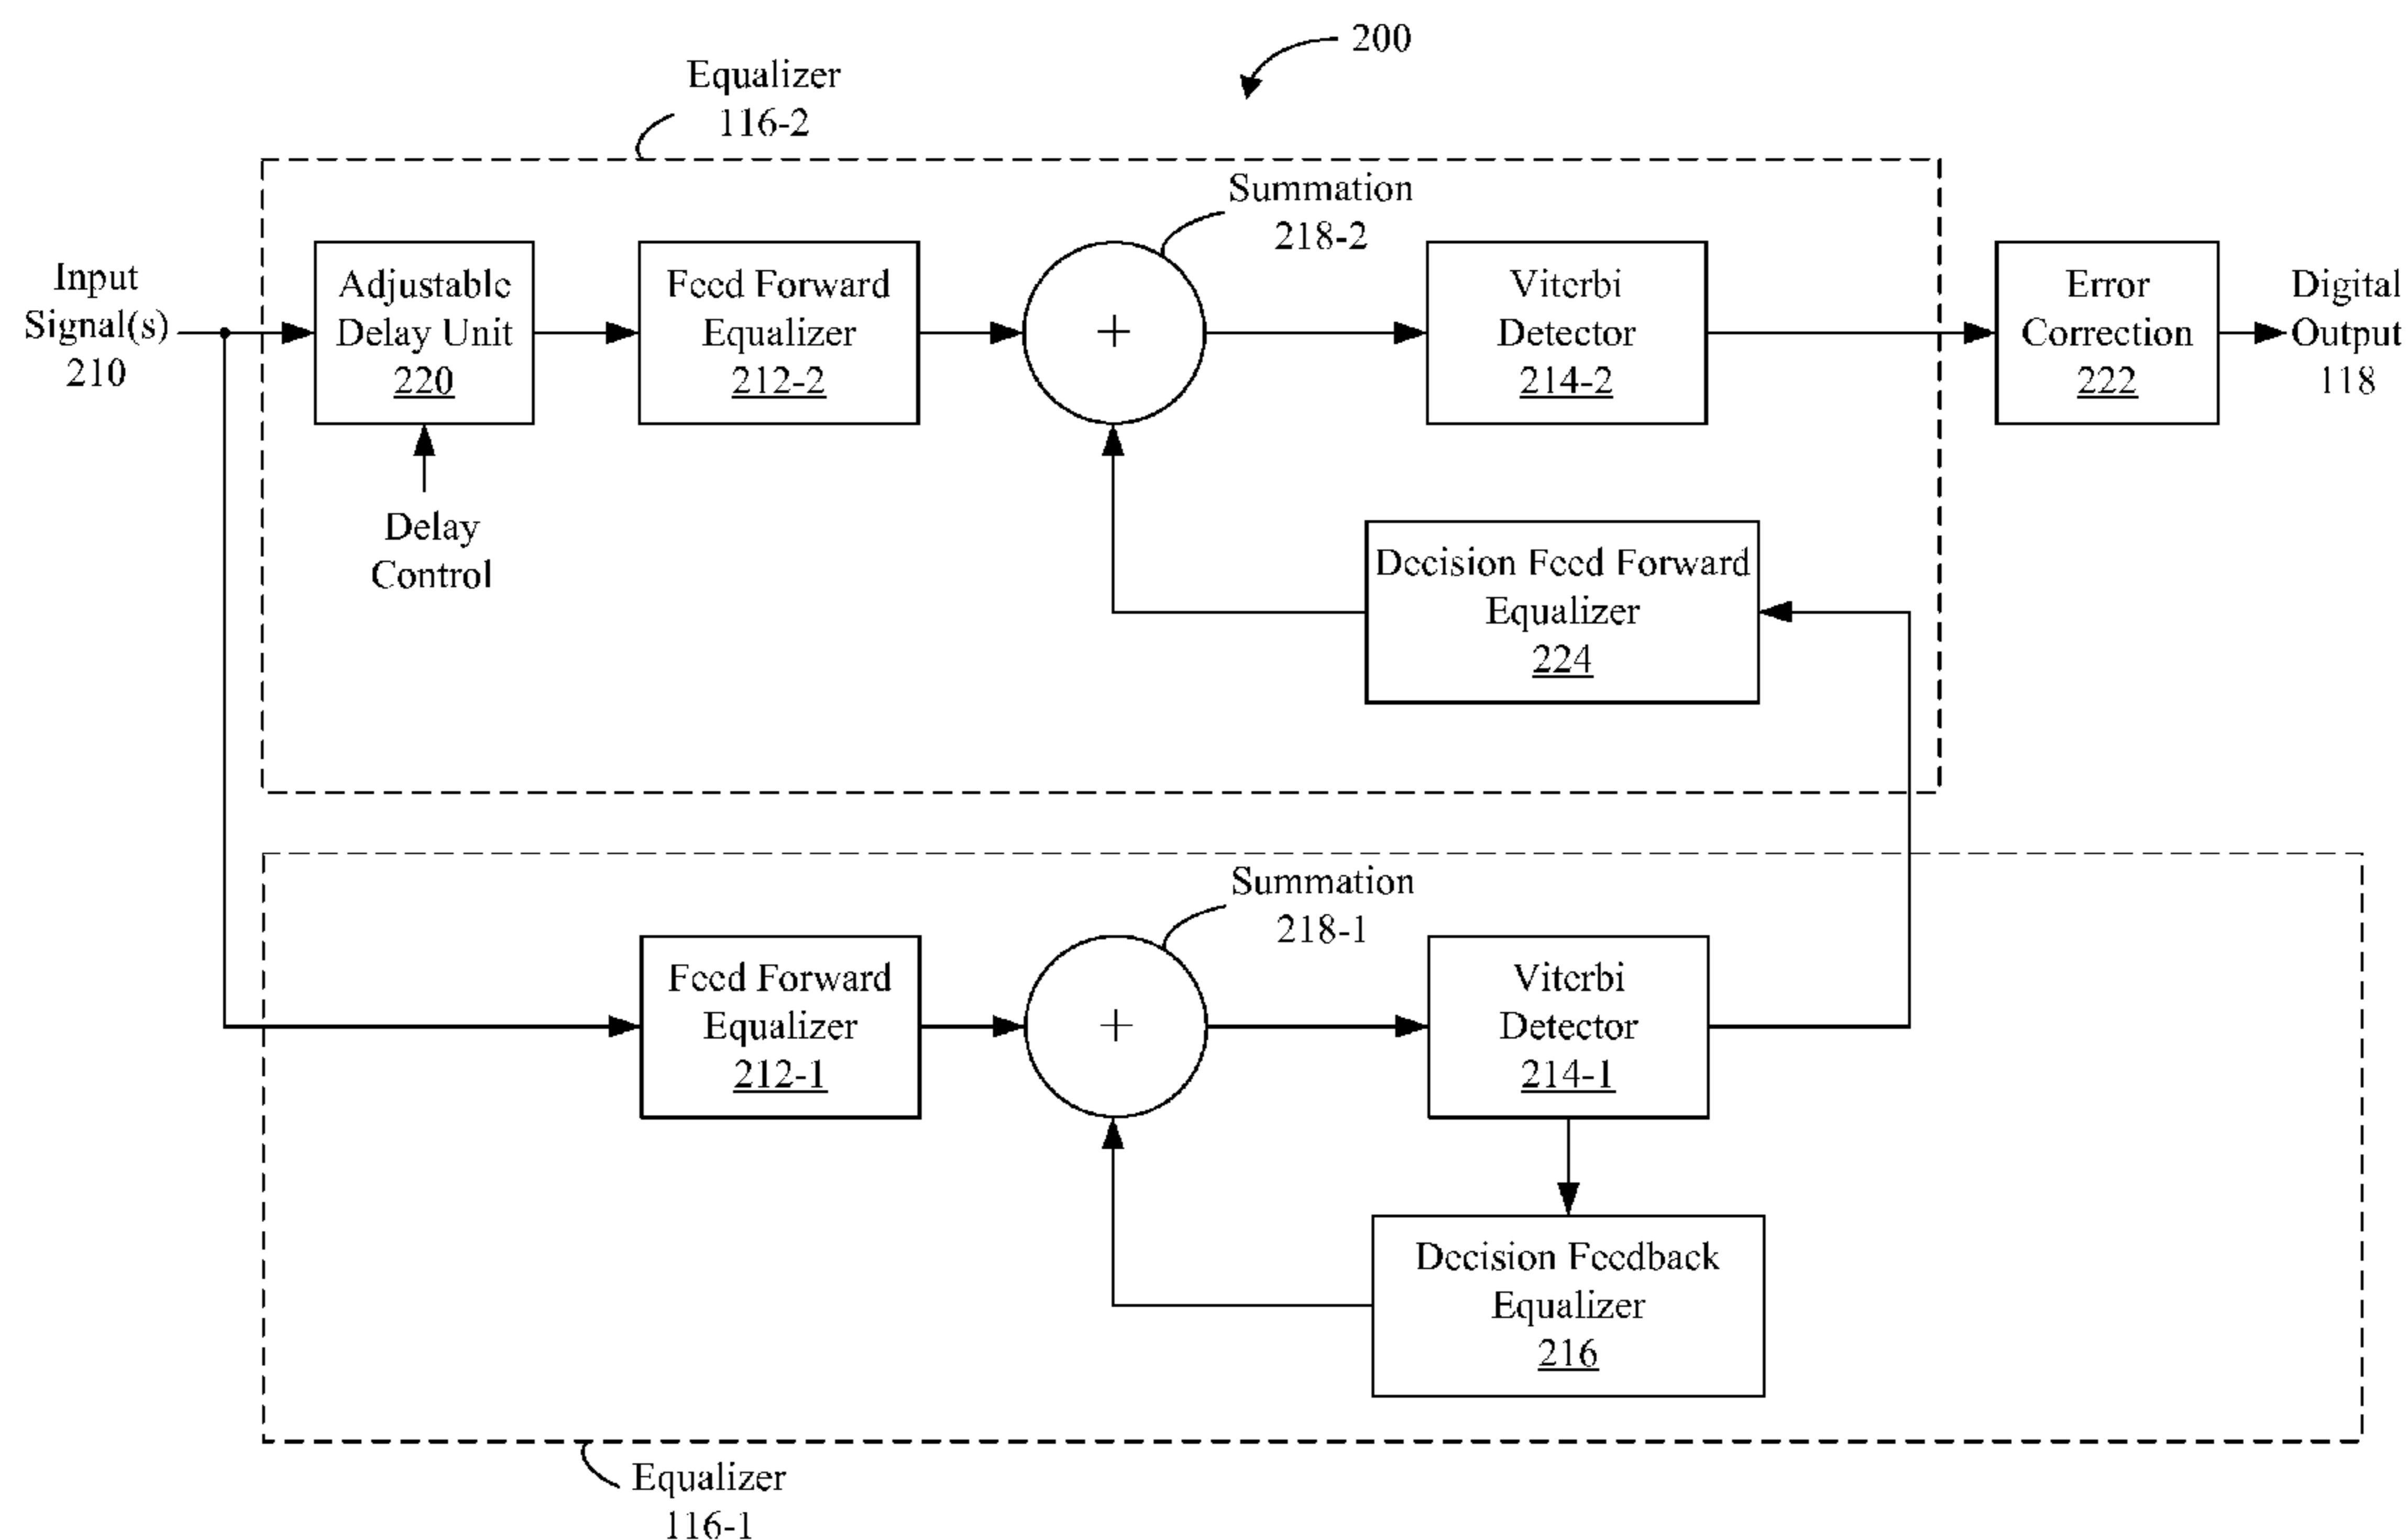 200
Equalizer
116-2
Summation
218-2
Input
Signal(s)
210
Adjustable
Delay Unit
220
Feed Forward
Equalizer
212-2
+
Viterbi
Detector
214-2
Error
Correction
222
Digital
Output
118
Delay
Control
Decision Feed Forward
Equalizer
224
Summation
218-1
Feed Forward
Equalizer
212-1
+
Viterbi
Detector
214-1
Decision Feedback
Equalizer
216
Equalizer
116-1